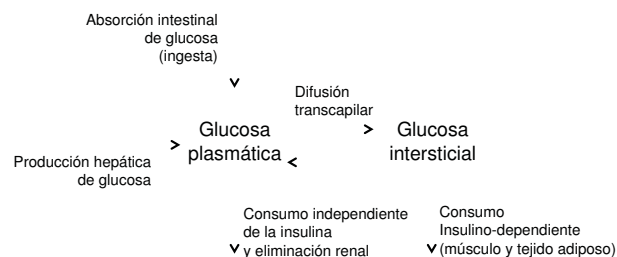 Absorción intestinal
de glucosa
(ingesta)
Difusión
transcapilar
Glucosa
plasmática
Glucosa
intersticial
Producción hepática
de glucosa
Consumo independiente
de la insulina
y eliminación renal
Consumo
Insulino-dependiente
(músculo y tejido adiposo)